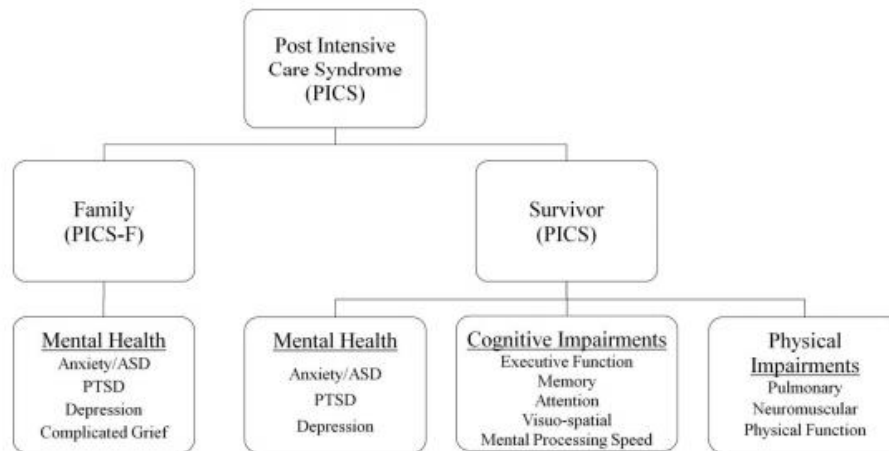 Post Intensive
Care Syndrome
(PICS)
Family
(PICS-F)
Survivor
(PICS)
Mental Health
Anxiety/ASD
PTSD
Depression
Complicated Grief
Mental Health
Anxiety/ASD
PTSD
Depression
Cognitive Impairments
Executive Function
Memory
Attention
Visuo-spatial
Mental Processing Speed
Physical
Impairments
Pulmonary
Neuromuscular
Physical Function